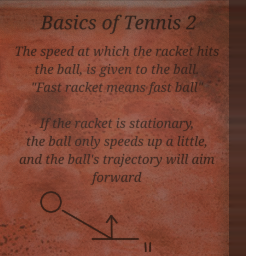 Basics of Tennis 2
The speed at which the racket hits
the ball, is given to the ball.
"Fast racket means fast ball"
If the racket is stationary,
the ball only speeds up a little,
and the ball's trajectory will aim
forward